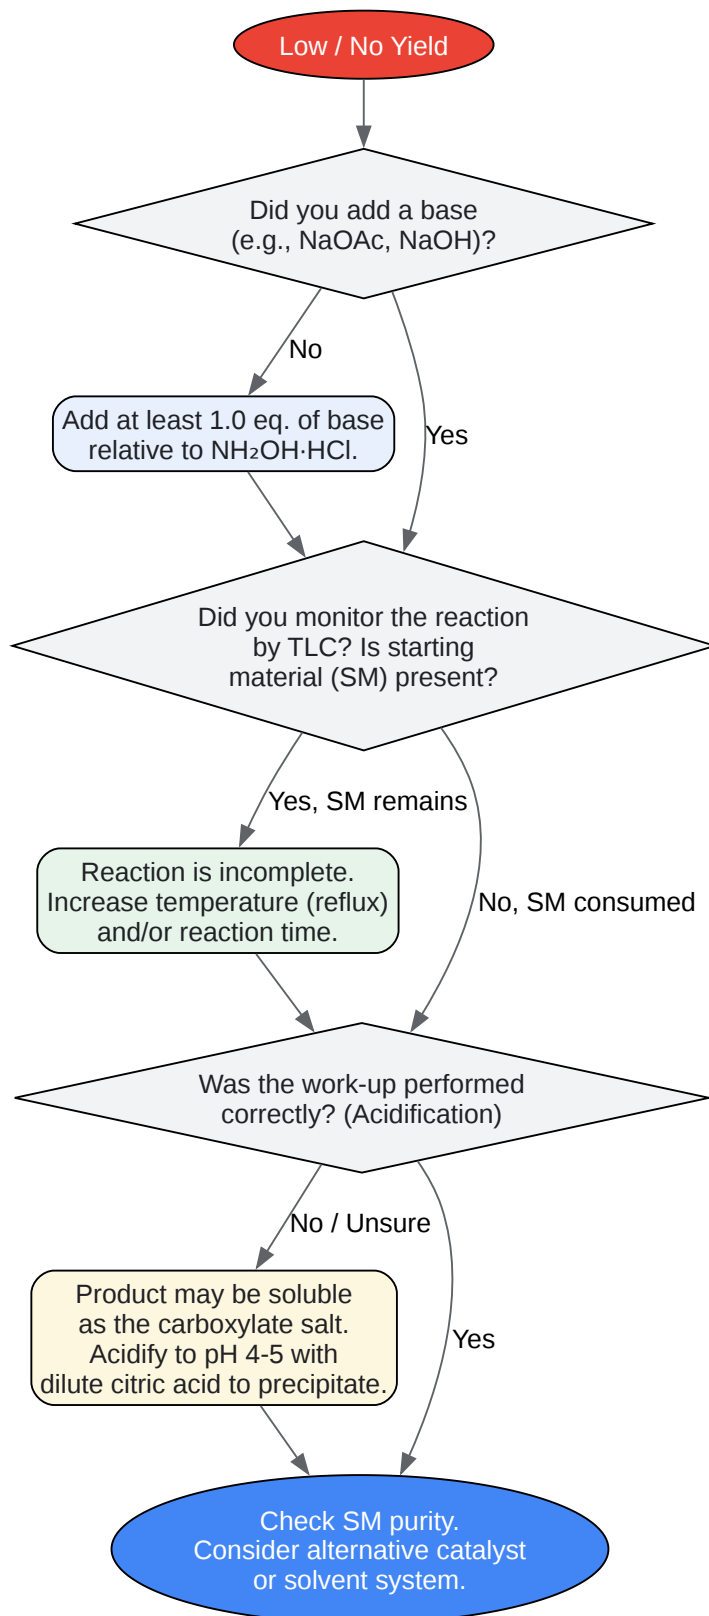 Low / No Yield
Did you add a base
(e.g., NaOAc, NaOH)?
No
Add at least 1.0 eq. of base
relative to NH₂OH·HCl.
Yes
Did you monitor the reaction
by TLC? Is starting
material (SM) present?
Yes, SM remains
Reaction is incomplete.
Increase temperature (reflux)
and/or reaction time.
No, SM consumed
Was the work-up performed
correctly? (Acidification)
No / Unsure
Product may be soluble
as the carboxylate salt.
Acidify to pH 4-5 with
dilute citric acid to precipitate.
Yes
Check SM purity.
Consider alternative catalyst
or solvent system.